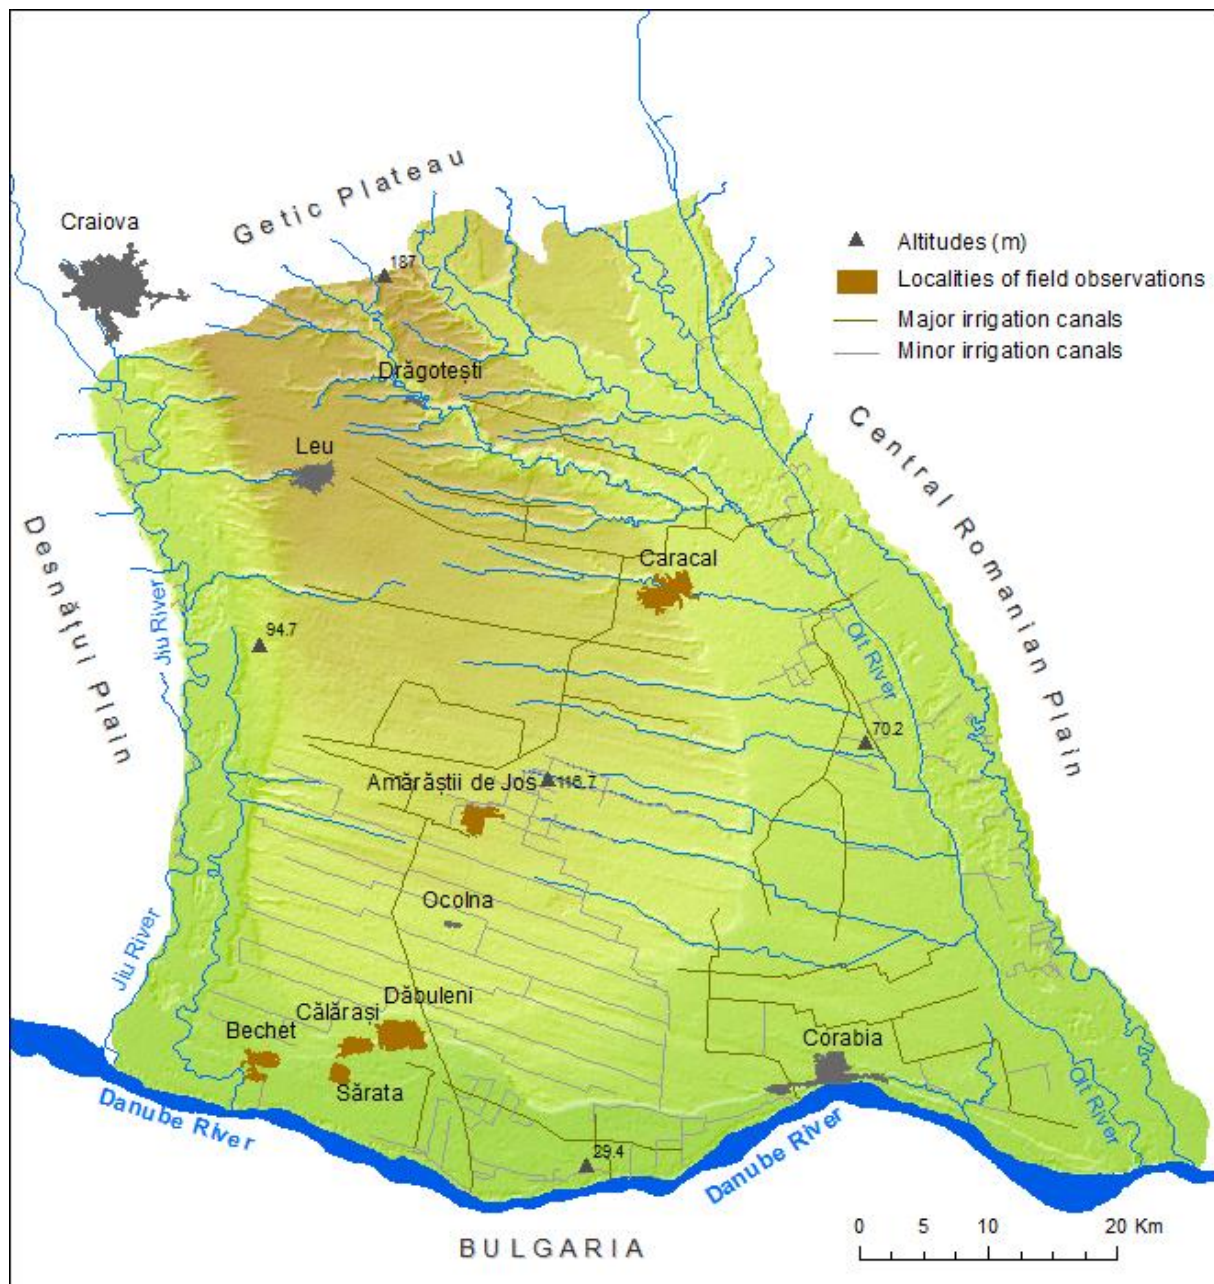 Getic Plateau
Craiova
Altitudes (m)
187
Localities of field observations
Major irrigation canals
Minor irrigation canals
Drăgotești
Central Romanian Plain
Leu
Desnățui Plain
Caracal
Jiu River
Olt River
94.7
70.2
Amărăștii de Jos
116.7
Ocolna
Jiu River
Dăbuleni
Călărași
Bechet
Corabia
Sărata
Olt River
Danube River
Danube River
29.4
0 5 10 20 Km
BULGARIA